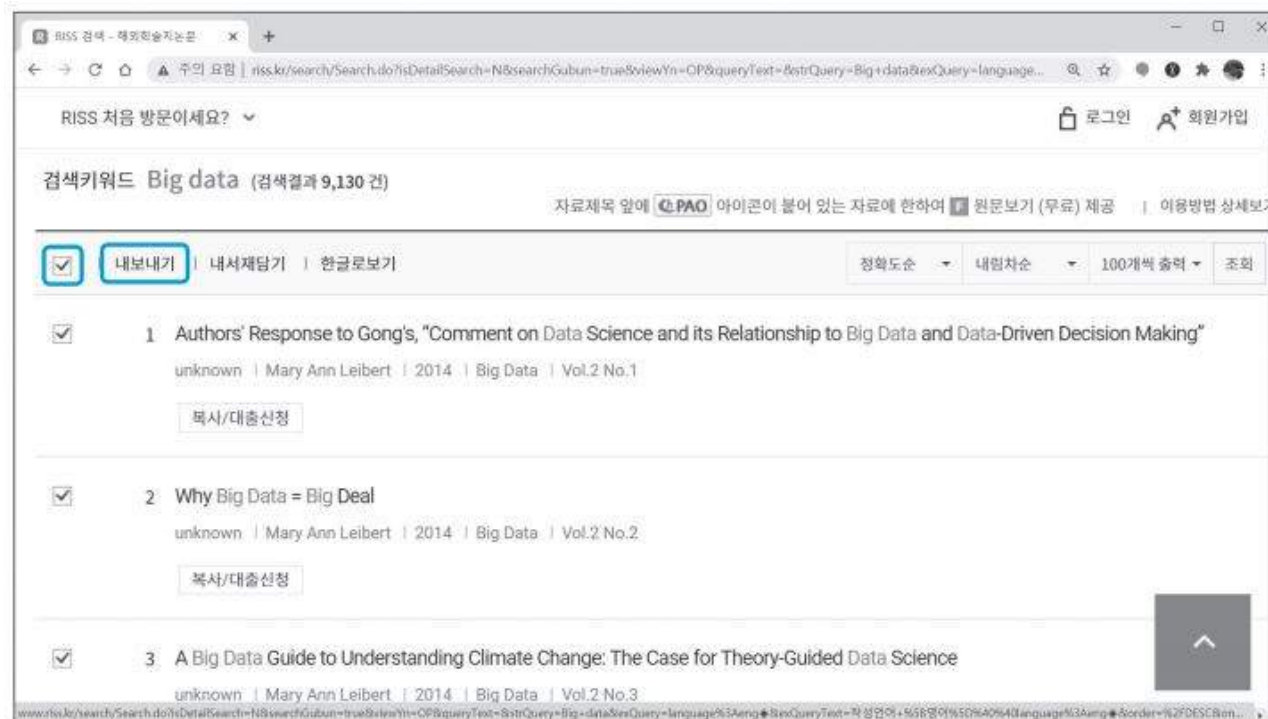 RISS 검색 - 해외학술지논문
주의 요함 | riss.kr/search/Search.do?isDetailSearch=N&searchGubun=true&viewYn=OP&queryText=&strQuery=Big+data&exQuery=language...
RISS 처음 방문이세요? 로그인 회원가입
검색키워드 Big data (검색결과 9,130 건)
자료제목 앞에 PAO 아이콘이 붙어 있는 자료에 한하여 F 원문보기 (무료) 제공 | 이용방법 상세보기
내보내기 | 내서재담기 | 한글로보기 정확도순 내림차순 100개씩 출력 조회
1 Authors' Response to Gong's, “Comment on Data Science and its Relationship to Big Data and Data-Driven Decision Making”
unknown | Mary Ann Leibert | 2014 | Big Data | Vol.2 No.1
복사/대출신청
2 Why Big Data = Big Deal
unknown | Mary Ann Leibert | 2014 | Big Data | Vol.2 No.2
복사/대출신청
3 A Big Data Guide to Understanding Climate Change: The Case for Theory-Guided Data Science
unknown | Mary Ann Leibert | 2014 | Big Data | Vol.2 No.3